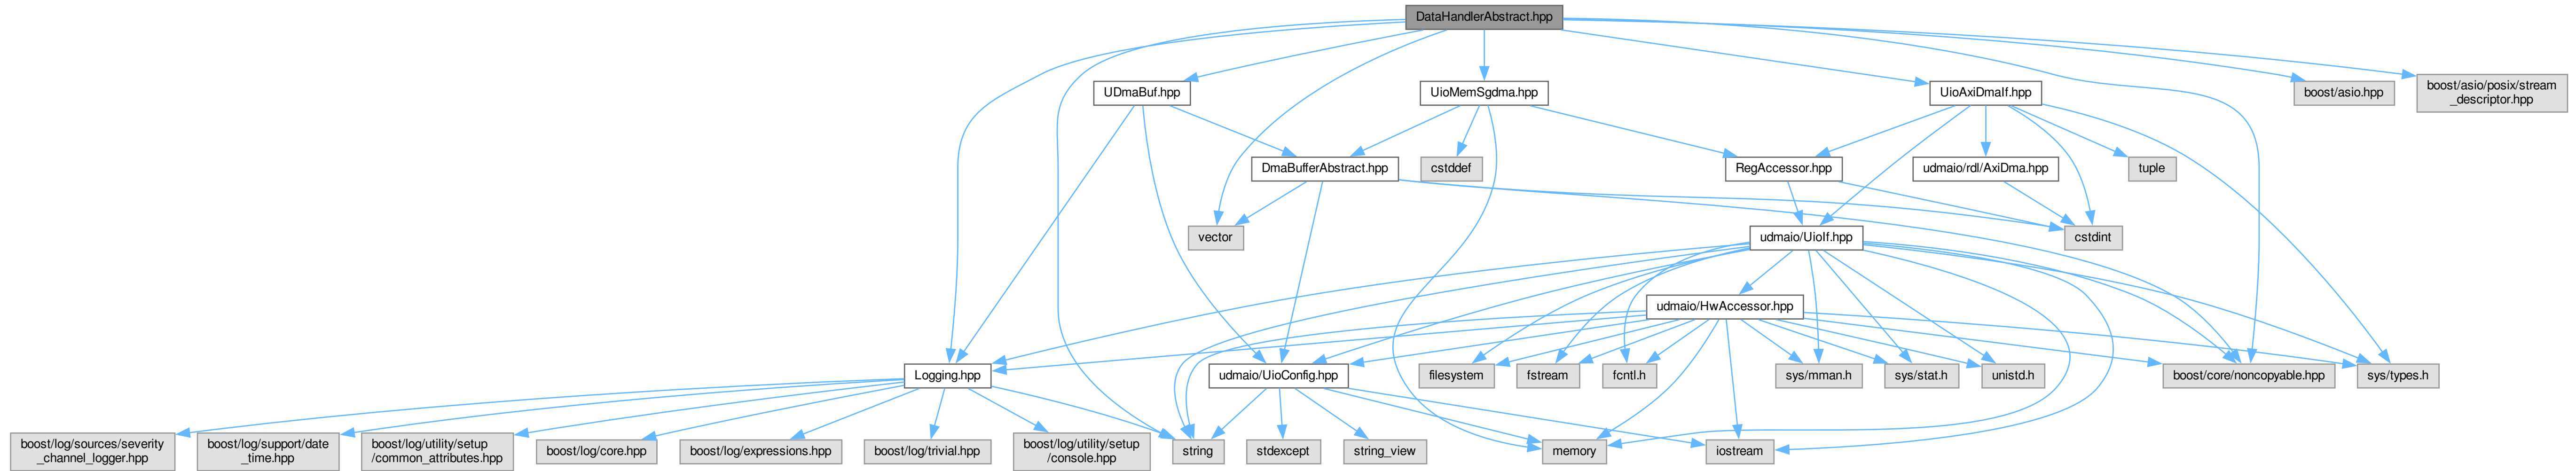 DataHandlerAbstract.hpp
UDmaBuf.hpp
UioMemSgdma.hpp
UioAxiDmaIf.hpp
boost/asio.hpp
boost/asio/posix/stream
_descriptor.hpp
DmaBufferAbstract.hpp
cstddef
RegAccessor.hpp
udmaio/rdl/AxiDma.hpp
tuple
vector
udmaio/UioIf.hpp
cstdint
udmaio/HwAccessor.hpp
Logging.hpp
udmaio/UioConfig.hpp
filesystem
fstream
fcntl.h
sys/mman.h
sys/stat.h
unistd.h
boost/core/noncopyable.hpp
sys/types.h
boost/log/sources/severity
_channel_logger.hpp
boost/log/support/date
_time.hpp
boost/log/utility/setup
/common_attributes.hpp
boost/log/core.hpp
boost/log/expressions.hpp
boost/log/trivial.hpp
boost/log/utility/setup
/console.hpp
string
stdexcept
string_view
memory
iostream